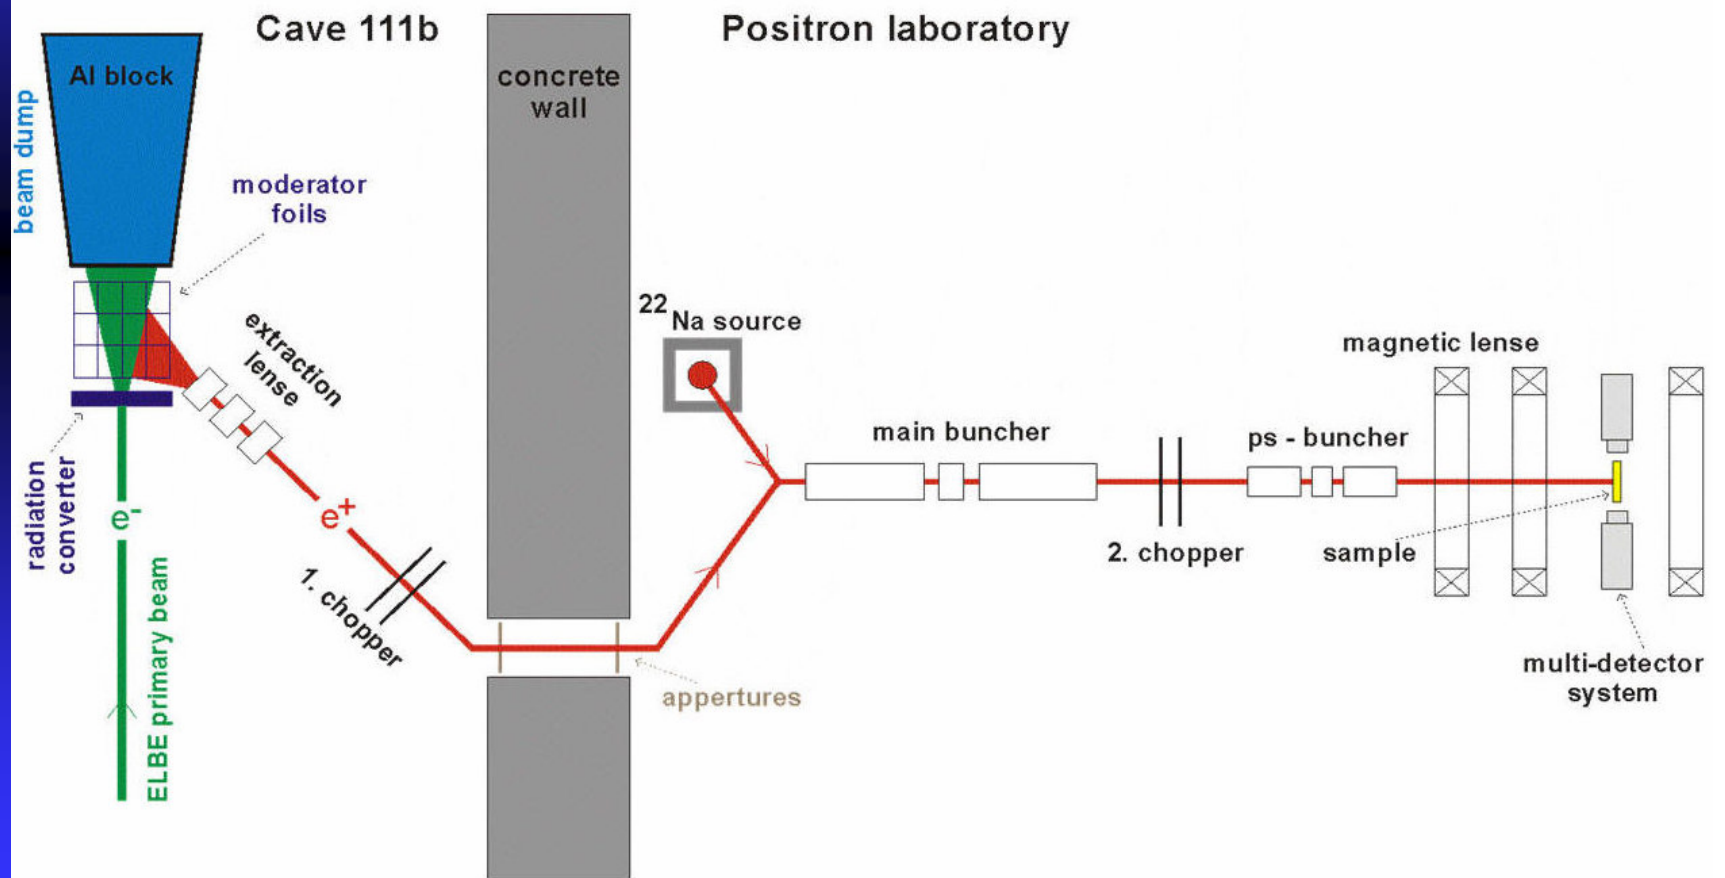 Cave 111b
Positron laboratory
Al block
beam dump
concrete
wall
moderator
foils
extraction
lense
22
Na source
magnetic lense
radiation
converter
e-
e+
ELBE primary beam
1. chopper
main buncher
2. chopper
ps - buncher
sample
appertures
multi-detector
system